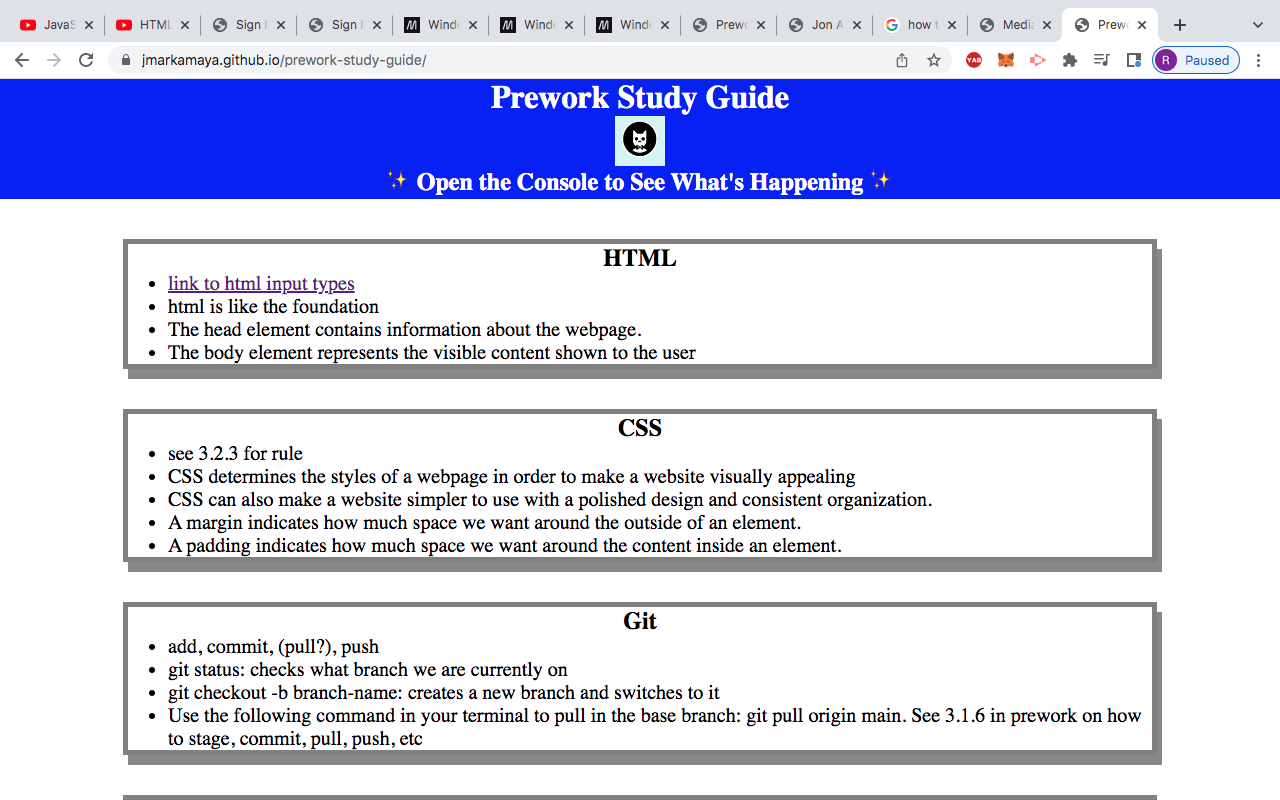 JavaS
HTML
Sign
Sign
Wind
Wind
Wind
Prew
Jon A
how t
Media
Prew
jmarkamaya.github.io/prework-study-guide/
YAB
R
Paused
Prework Study Guide
✨ Open the Console to See What's Happening ✨
HTML
• link to html input types
• html is like the foundation
• The head element contains information about the webpage.
• The body element represents the visible content shown to the user
CSS
• see 3.2.3 for rule
• CSS determines the styles of a webpage in order to make a website visually appealing
• CSS can also make a website simpler to use with a polished design and consistent organization.
• A margin indicates how much space we want around the outside of an element.
• A padding indicates how much space we want around the content inside an element.
Git
• add, commit, (pull?), push
• git status: checks what branch we are currently on
• git checkout -b branch-name: creates a new branch and switches to it
• Use the following command in your terminal to pull in the base branch: git pull origin main. See 3.1.6 in prework on how
to stage, commit, pull, push, etc